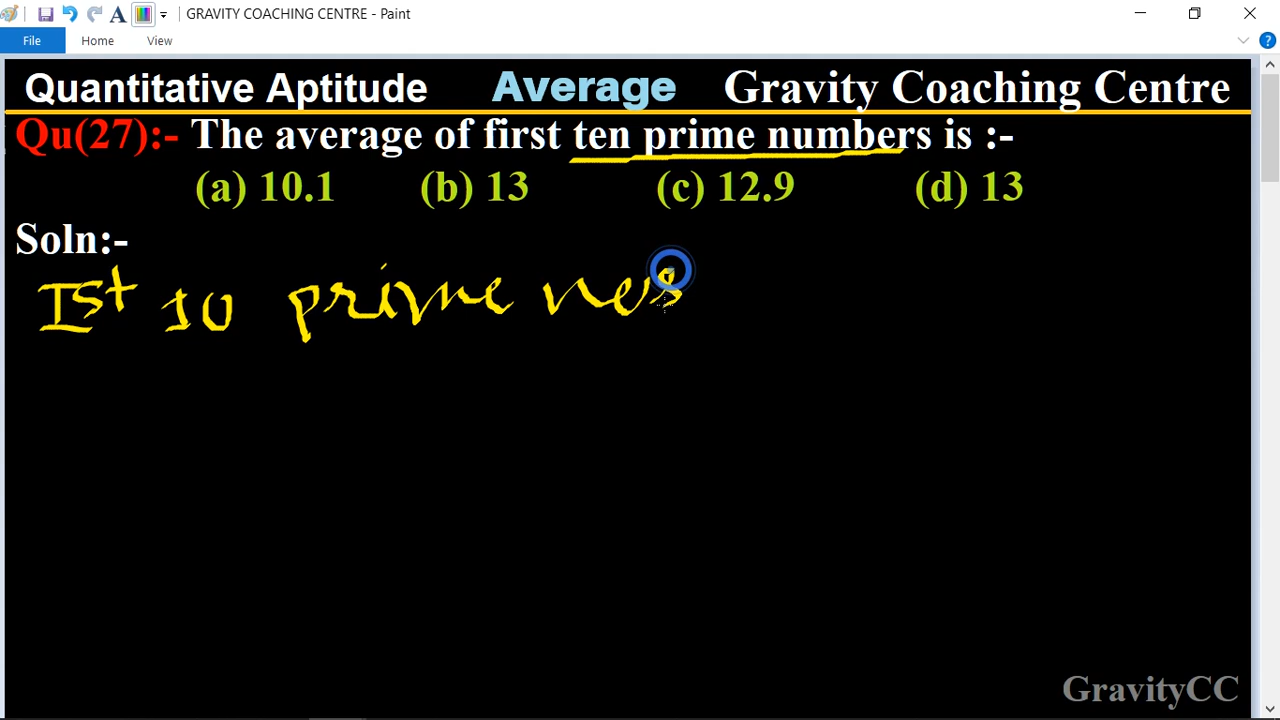 GRAVITY COACHING CENTRE - Paint
File Home View
Quantitative Aptitude Average Gravity Coaching Centre
Qu(27):- The average of first ten prime numbers is :-
(a) 10.1 (b) 13 (c) 12.9 (d) 13
Soln:-
Ist 10 prime nos
GravityCC